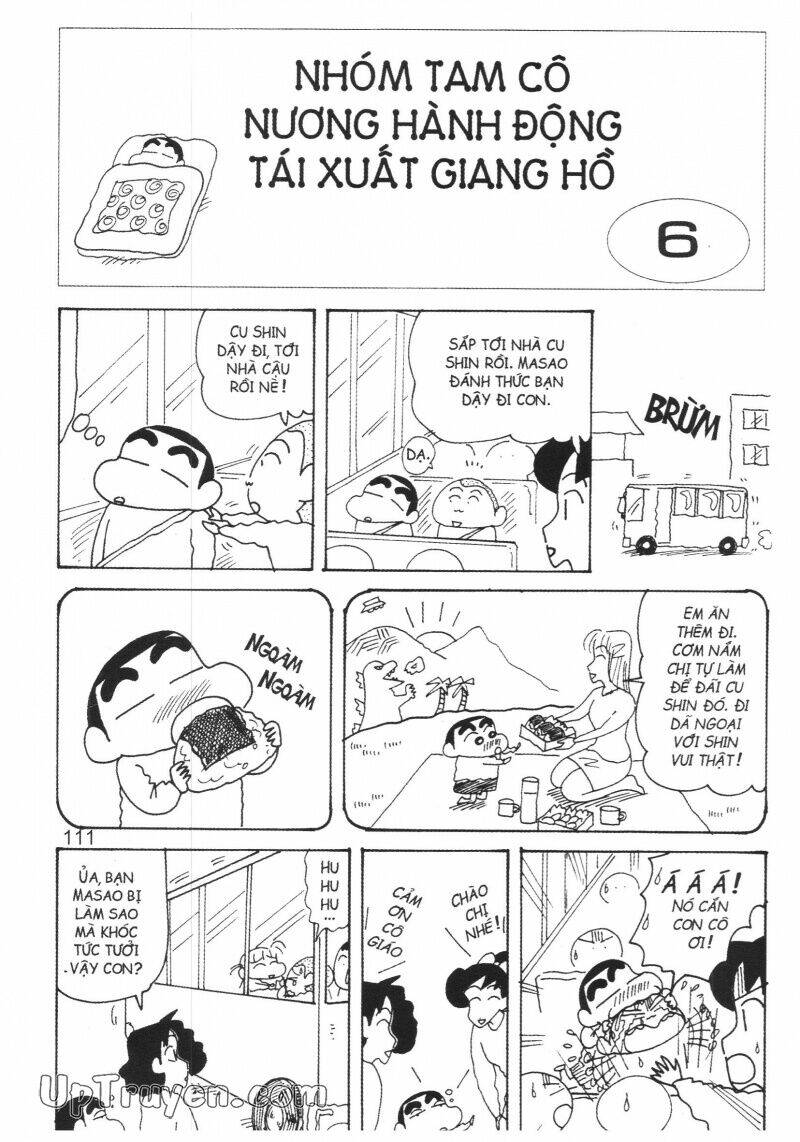 NHÓM TAM CÔ
NƯƠNG HÀNH ĐỘNG
TÁI XUẤT GIANG HỒ
6
BRỪM
SẮP TỚI NHÀ CU
SHIN RỒI. MASAO
ĐÁNH THỨC BẠN
DẬY ĐI CON.
DẠ.
CU SHIN
DẬY ĐI, TỚI
NHÀ CẬU
RỒI NÈ!
EM ĂN
THÊM ĐI.
CƠM NẮM
CHỊ TỰ LÀM
ĐỂ ĐÃI CU
SHIN ĐÓ. ĐI
DÃ NGOẠI
VỚI SHIN
VUI THẬT!
NGOÀM
NGOÀM
111
Á Á Á!
NÓ CẮN
CON CÔ
ƠI!
CHÀO
CHỊ
NHÉ!
CẢM
ƠN
CÔ
GIÁO
HU
HU
HU
...
ỦA, BẠN
MASAO BỊ
LÀM SAO
MÀ KHÓC
TỨC TƯỞI
VẬY CON?
UPTRUYEN.COM